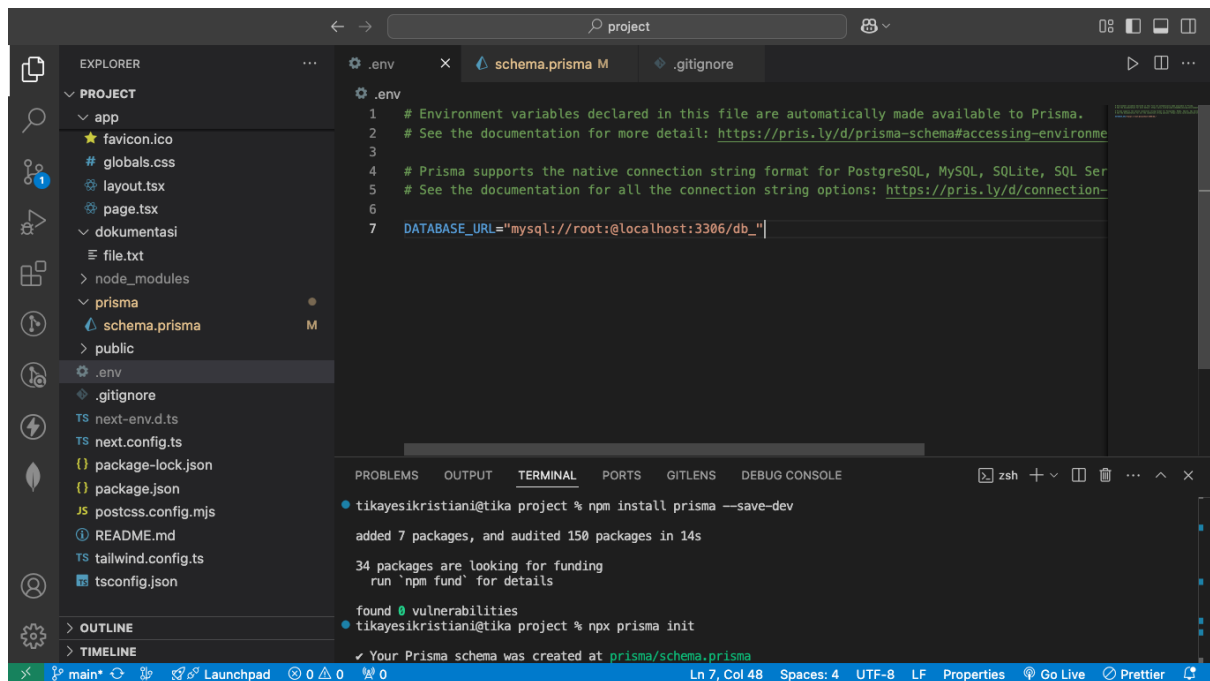 project
EXPLORER
PROJECT
app
favicon.ico
# globals.css
layout.tsx
page.tsx
dokumentasi
file.txt
node_modules
prisma
schema.prisma M
public
.env
.gitignore
TS next-env.d.ts
TS next.config.ts
{} package-lock.json
{} package.json
JS postcss.config.mjs
README.md
TS tailwind.config.ts
TS tsconfig.json
OUTLINE
TIMELINE
1
.env
schema.prisma M
.gitignore
.env
1 # Environment variables declared in this file are automatically made available to Prisma.
2 # See the documentation for more detail: https://pris.ly/d/prisma-schema#accessing-environme
3
4 # Prisma supports the native connection string format for PostgreSQL, MySQL, SQLite, SQL Ser
5 # See the documentation for all the connection string options: https://pris.ly/d/connection-
6
7 DATABASE_URL="mysql://root:@localhost:3306/db_"
PROBLEMS OUTPUT TERMINAL PORTS GITLENS DEBUG CONSOLE
zsh
tikayesikristiani@tika project % npm install prisma --save-dev
added 7 packages, and audited 150 packages in 14s
34 packages are looking for funding
run `npm fund` for details
found 0 vulnerabilities
tikayesikristiani@tika project % npx prisma init
✔ Your Prisma schema was created at prisma/schema.prisma
main* Launchpad 0 0 0 Ln 7, Col 48 Spaces: 4 UTF-8 LF Properties Go Live Prettier